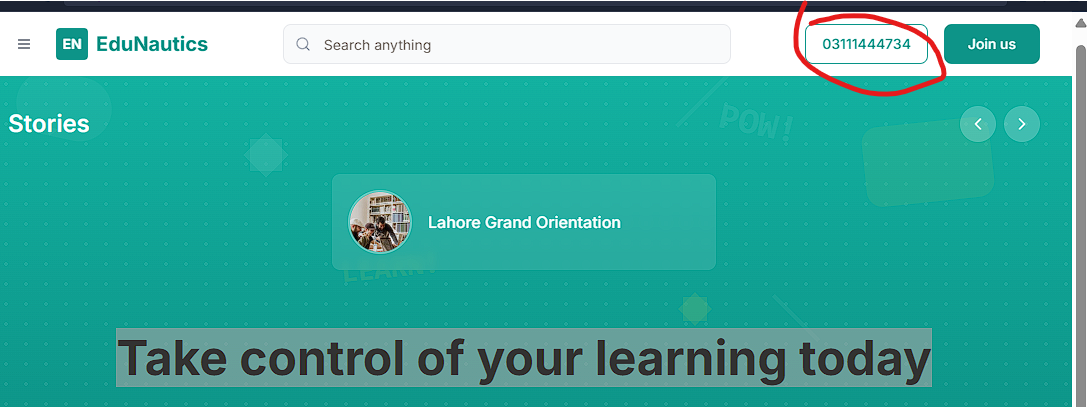 EN EduNautics
Search anything
03111444734
Join us
Stories
POW!
Lahore Grand Orientation
LEARN
Take control of your learning today